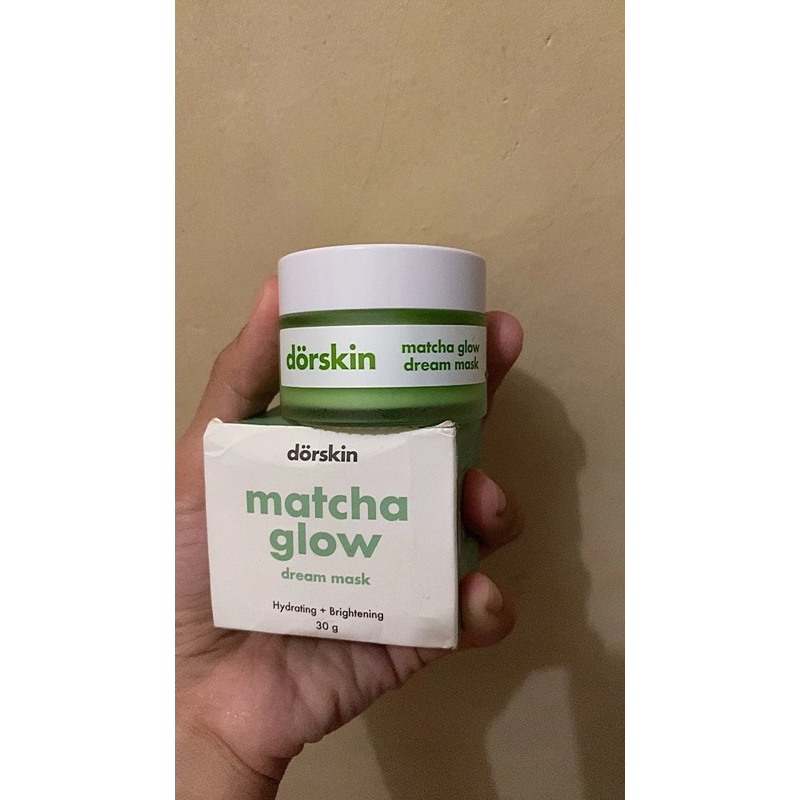 dörskin
matcha glow
dream mask
dörskin
matcha
glow
dream mask
Hydrating + Brightening
30 g